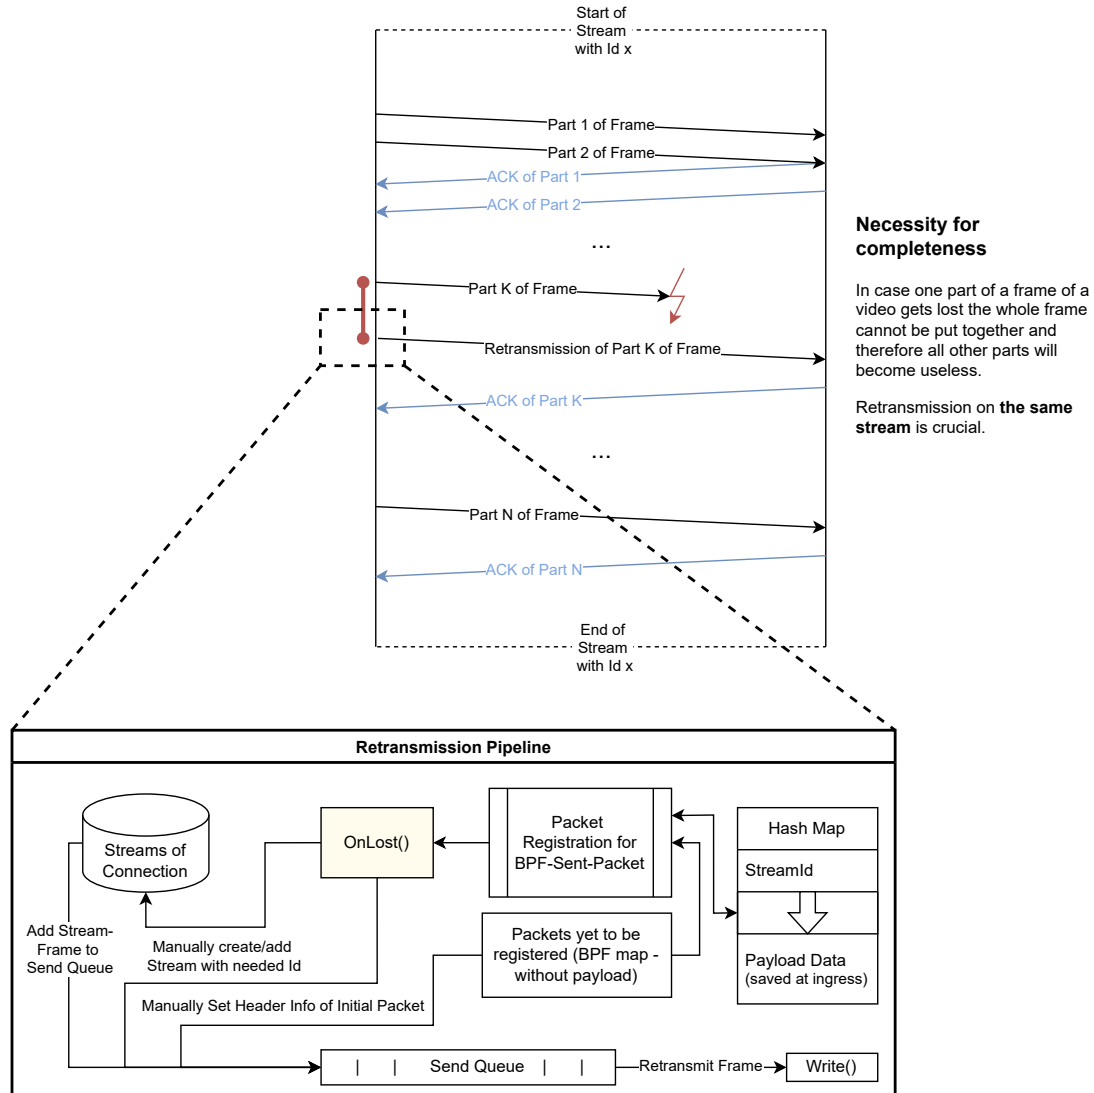 Start of
Stream
with Id x
Part 1 of Frame
Part 2 of Frame
ACK of Part 1
ACK of Part 2
...
Part K of Frame
Retransmission of Part K of Frame
ACK of Part K
...
Part N of Frame
ACK of Part N
End of
Stream
with Id x
Necessity for
completeness
In case one part of a frame of a
video gets lost the whole frame
cannot be put together and
therefore all other parts will
become useless.
Retransmission on the same
stream is crucial.
Retransmission Pipeline
Streams of
Connection
OnLost()
Packet
Registration for
BPF-Sent-Packet
Hash Map
StreamId
Payload Data
(saved at ingress)
Packets yet to be
registered (BPF map -
without payload)
Add Stream-
Frame to
Send Queue
Manually create/add
Stream with needed Id
Manually Set Header Info of Initial Packet
| | Send Queue | |
Retransmit Frame
Write()